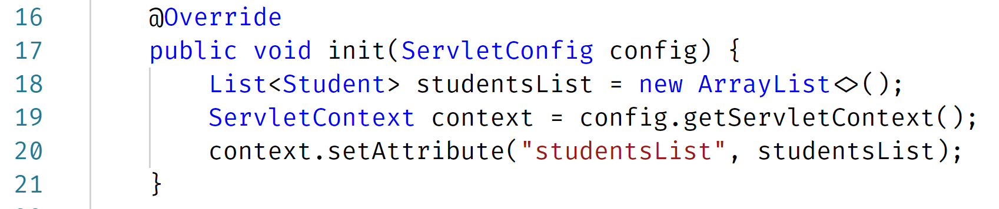 16 @Override
17 public void init(ServletConfig config) {
18 List<Student> studentsList = new ArrayList<>();
19 ServletContext context = config.getServletContext();
20 context.setAttribute("studentsList", studentsList);
21 }